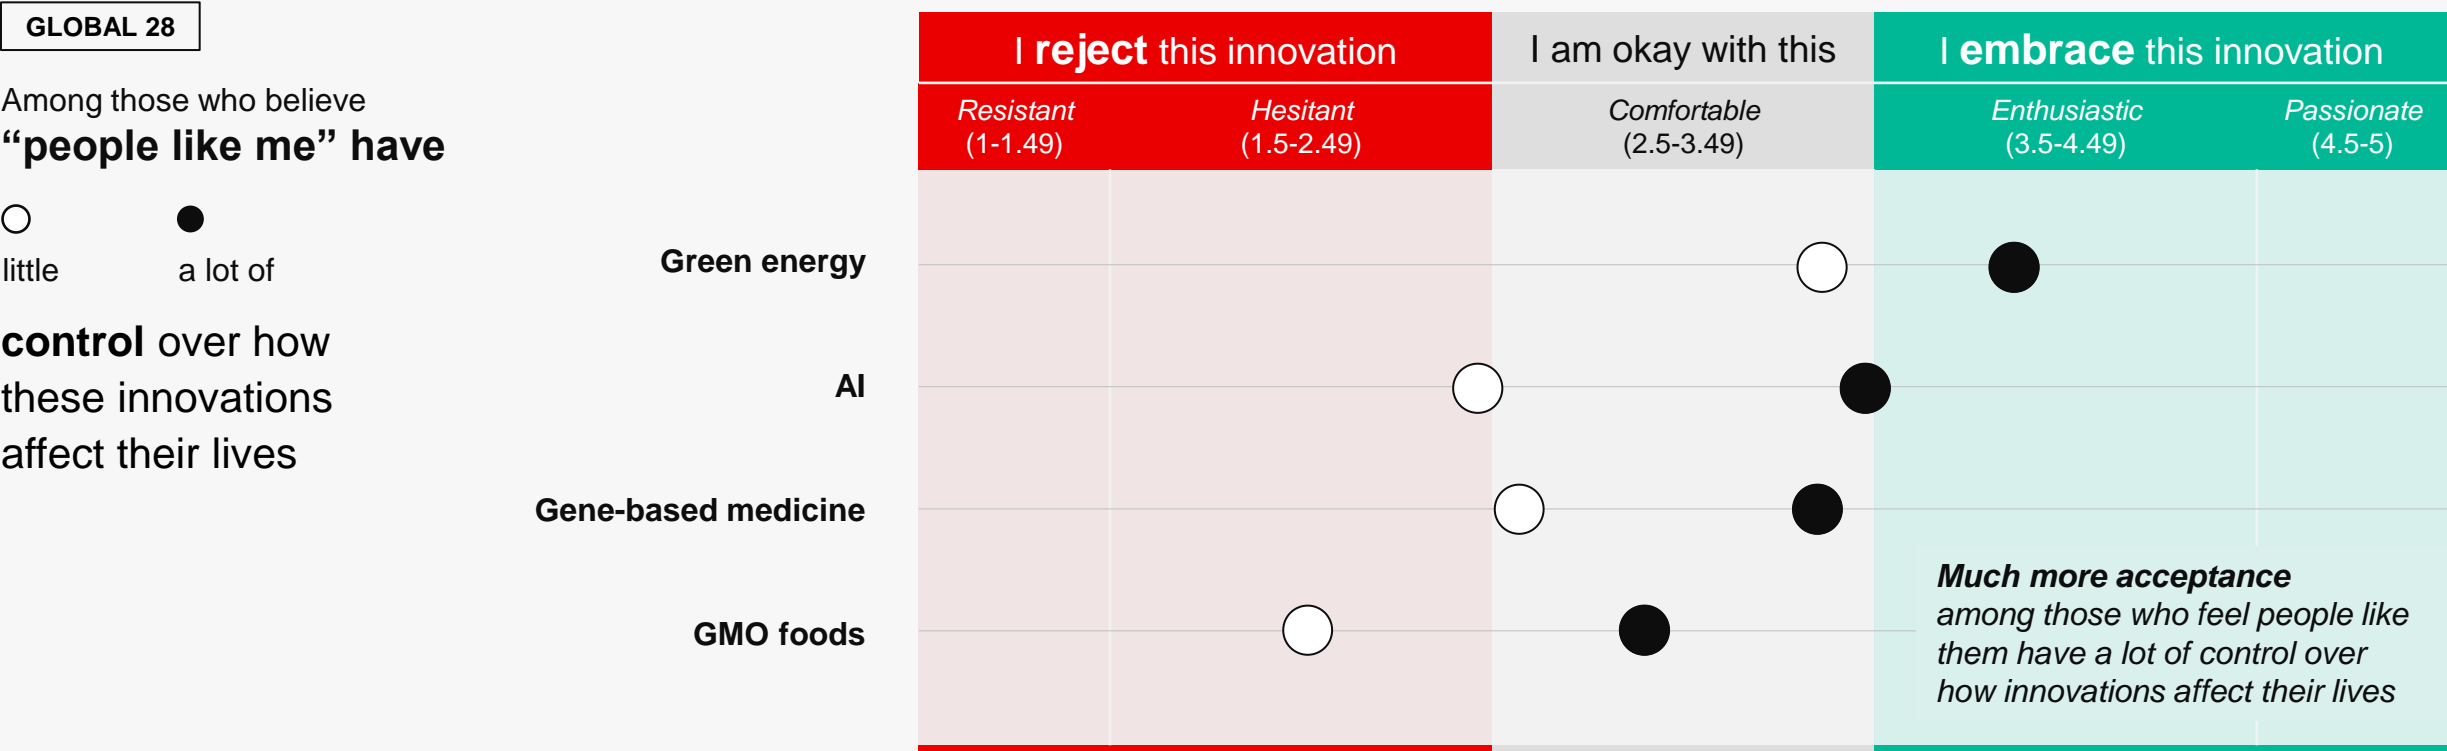 GLOBAL 28
Among those who believe
“people like me” have
little
a lot of
control over how
these innovations
affect their lives
I reject this innovation
I am okay with this
I embrace this innovation
Resistant
(1-1.49)
Hesitant
(1.5-2.49)
Comfortable
(2.5-3.49)
Enthusiastic
(3.5-4.49)
Passionate
(4.5-5)
Green energy
AI
Gene-based medicine
GMO foods
Much more acceptance
among those who feel people like
them have a lot of control over
how innovations affect their lives